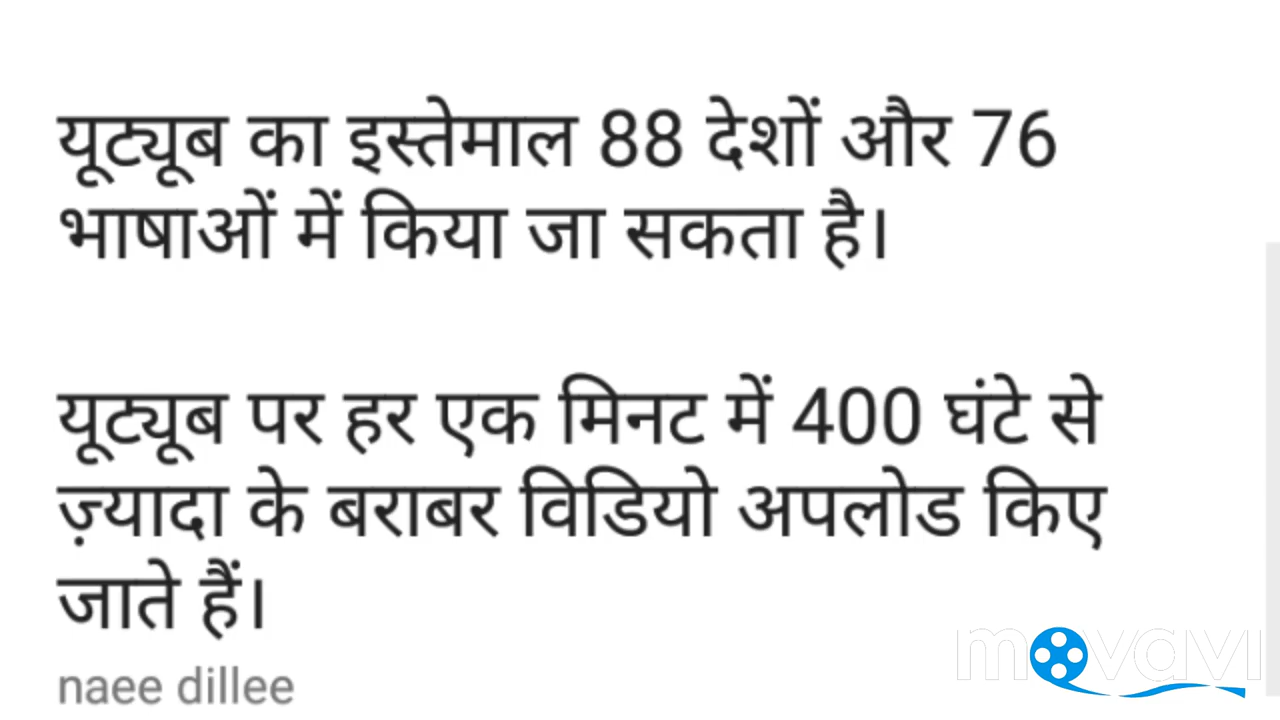 यूट्यूब का इस्तेमाल 88 देशों और 76
भाषाओं में किया जा सकता है।
यूट्यूब पर हर एक मिनट में 400 घंटे से
ज़्यादा के बराबर विडियो अपलोड किए
जाते हैं।
naee dillee
movavi